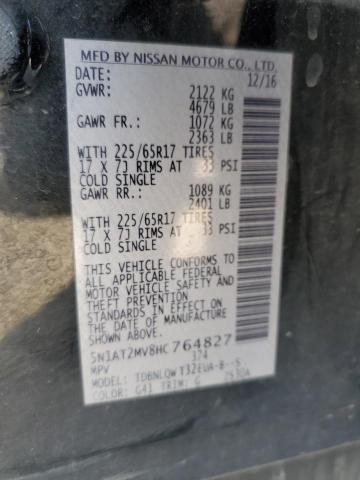 MFD BY NISSAN MOTOR CO., LTD.
DATE: 12/16
GVWR: 2122 KG
4679 LB
GAWR FR.: 1072 KG
2363 LB
WITH 225/65R17 TIRES
17 X 7J RIMS AT 33 PSI
COLD SINGLE
GAWR RR.: 1089 KG
2401 LB
WITH 225/65R17 TIRES
17 X 7J RIMS AT 33 PSI
COLD SINGLE
THIS VEHICLE CONFORMS TO
ALL APPLICABLE FEDERAL
MOTOR VEHICLE SAFETY AND
THEFT PREVENTION
STANDARDS IN EFFECT ON
THE DATE OF MANUFACTURE
SHOWN ABOVE.
5N1AT2MV8HC764827
MPV 374
MODEL: TDBNLQW T32EUA-B--S
COLOR: G41 TRIM: G